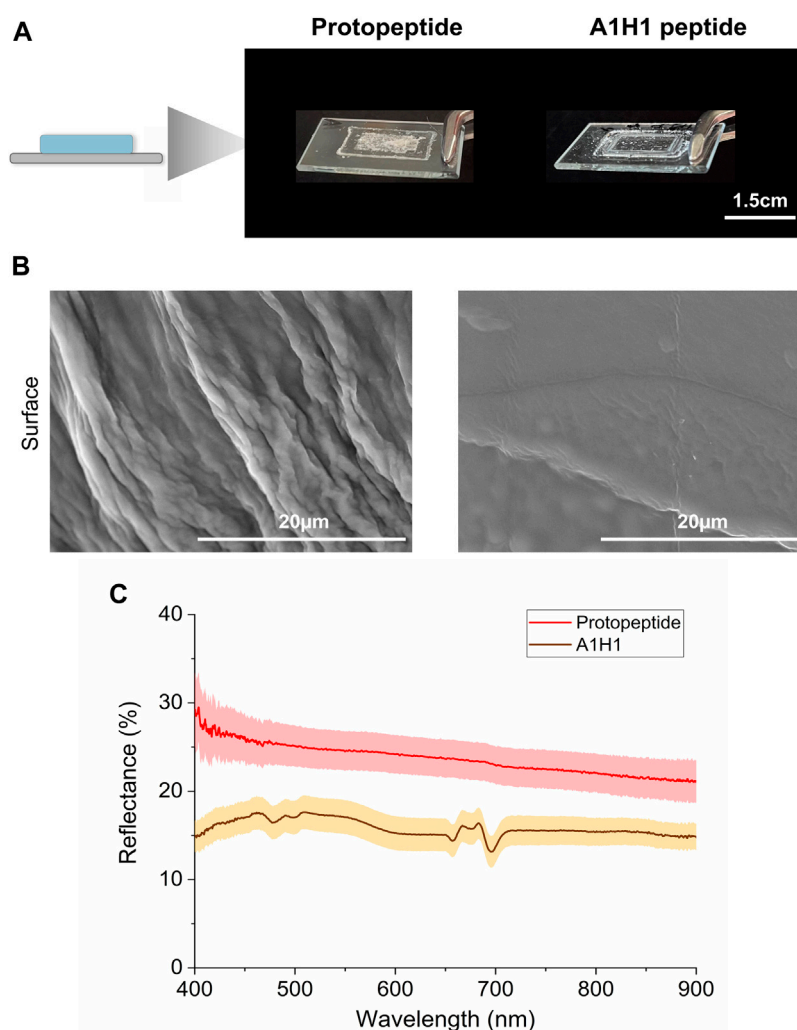 A
Protopeptide A1H1 peptide
1.5cm
B
Surface
20µm 20µm
C
Protopeptide
A1H1
Reflectance (%)
40
30
20
10
0
400 500 600 700 800 900
Wavelength (nm)